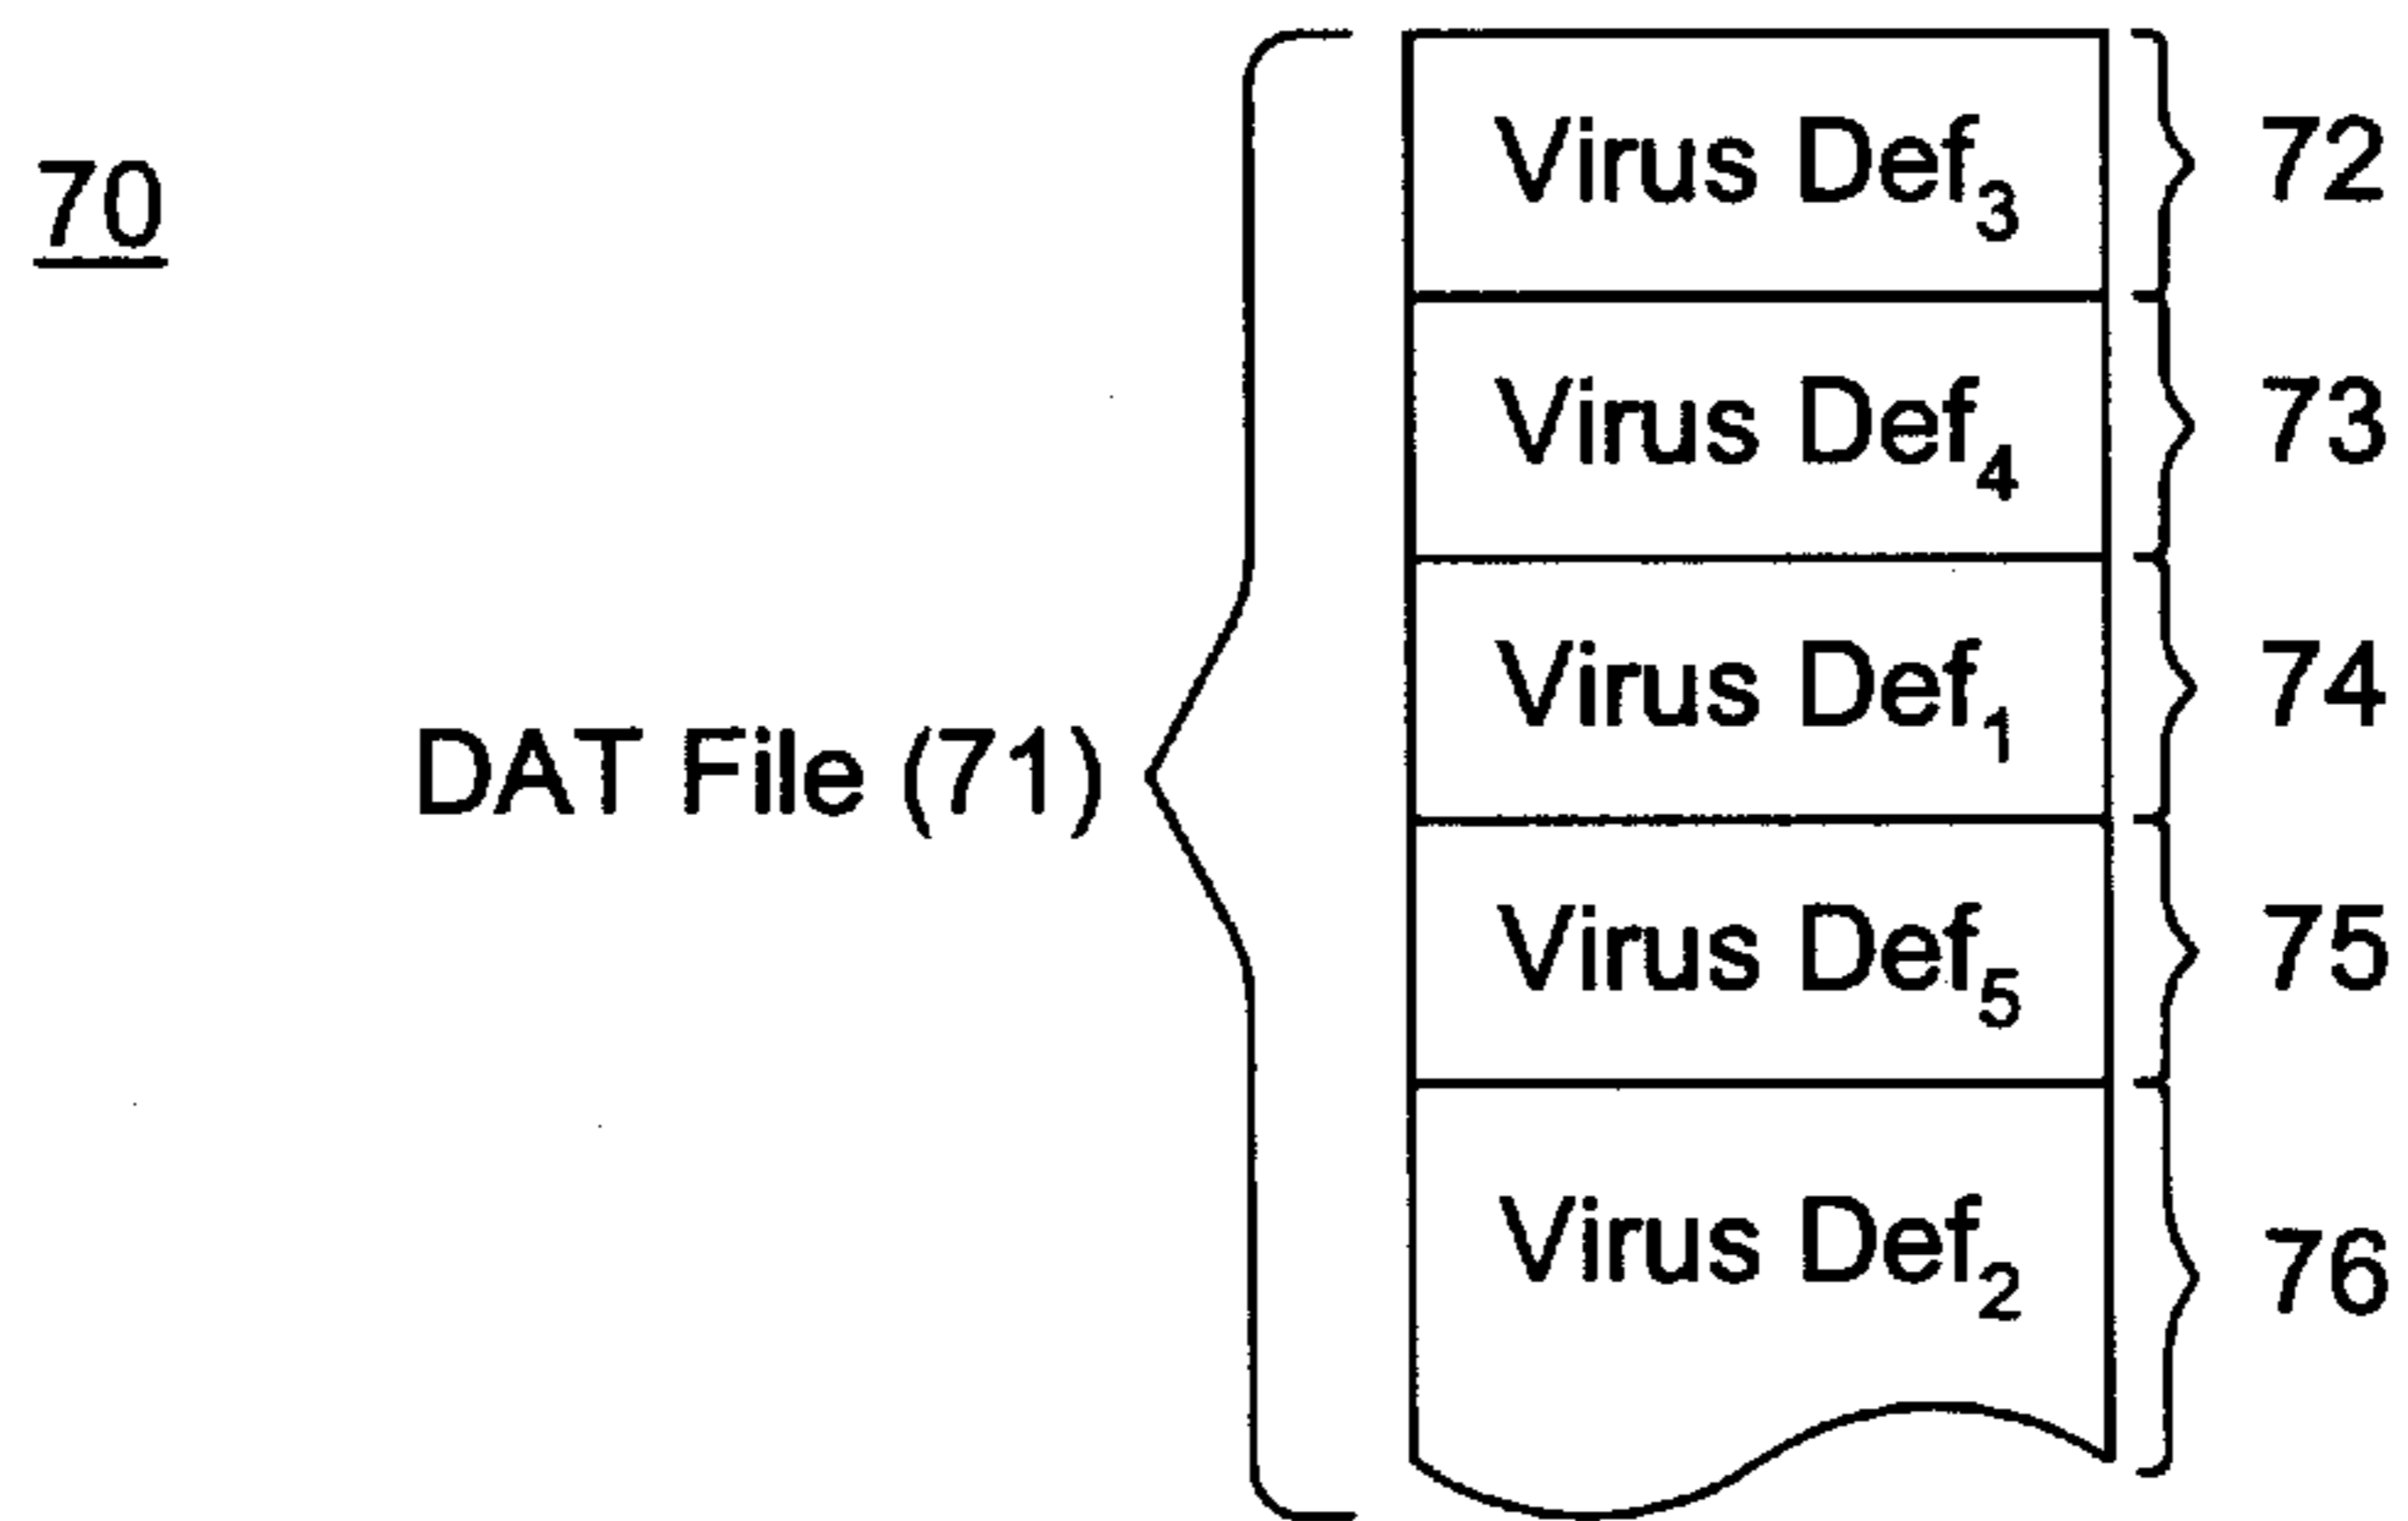 70
Virus Def₃ 72
Virus Def₄ 73
Virus Def₁ 74
DAT File (71)
Virus Def₅ 75
Virus Def₂ 76